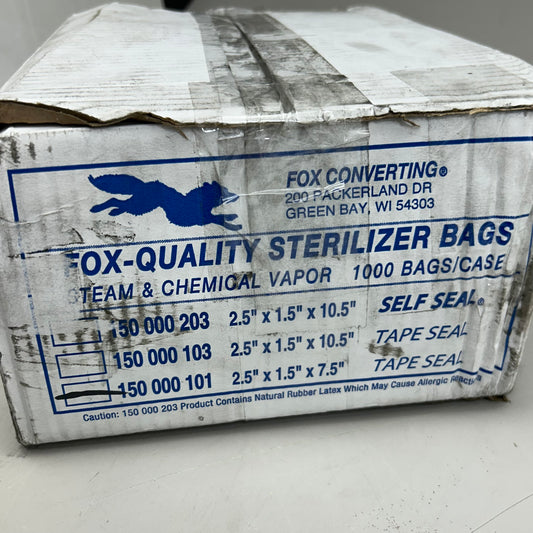 FOX CONVERTING®
200 PACKERLAND DR
GREEN BAY, WI 54303
FOX-QUALITY STERILIZER BAGS
TEAM & CHEMICAL VAPOR 1000 BAGS/CASE
150 000 203 2.5" x 1.5" x 10.5" SELF SEAL®
150 000 103 2.5" x 1.5" x 10.5" TAPE SEAL
150 000 101 2.5" x 1.5" x 7.5" TAPE SEAL
Caution: 150 000 203 Product Contains Natural Rubber Latex Which May Cause Allergic Reaction